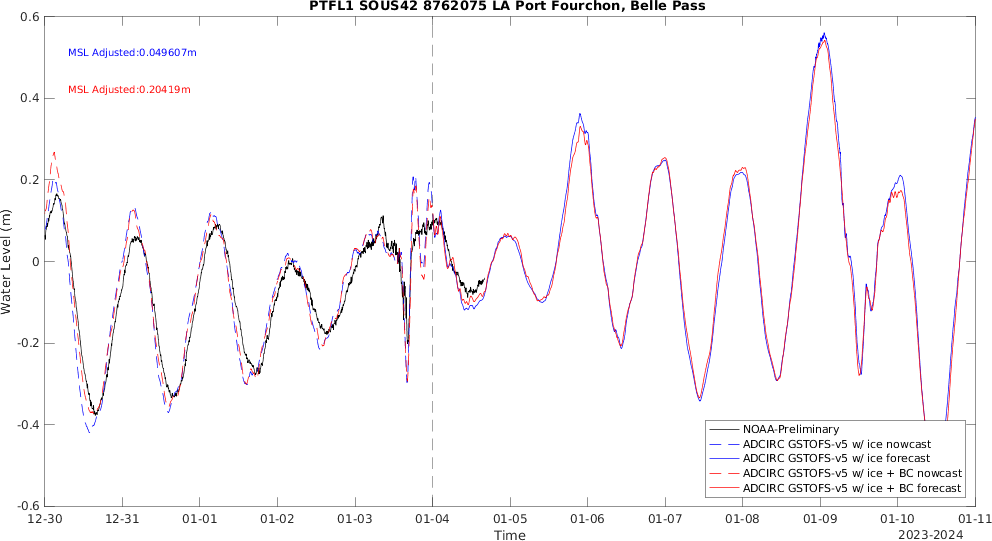 PTFL1 SOUS42 8762075 LA Port Fourchon, Belle Pass
MSL Adjusted:0.049607m
MSL Adjusted:0.20419m
Water Level (m)
0.6
0.4
0.2
0
-0.2
-0.4
-0.6
NOAA-Preliminary
ADCIRC GSTOFS-v5 w/ ice nowcast
ADCIRC GSTOFS-v5 w/ ice forecast
ADCIRC GSTOFS-v5 w/ ice + BC nowcast
ADCIRC GSTOFS-v5 w/ ice + BC forecast
12-30 12-31 01-01 01-02 01-03 01-04 01-05 01-06 01-07 01-08 01-09 01-10 01-11
Time
2023-2024